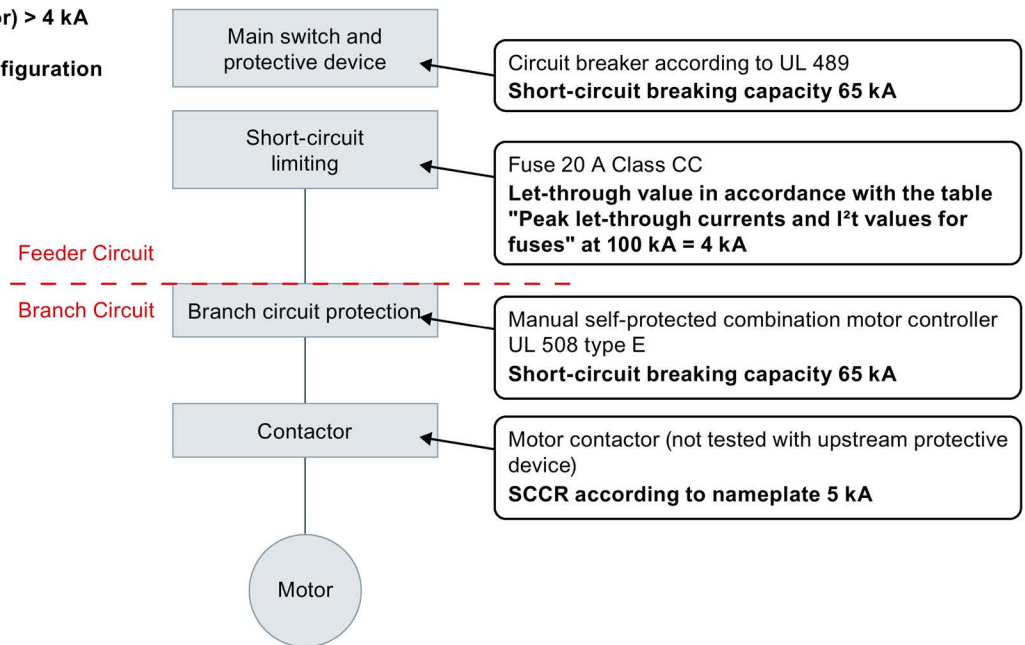 or) > 4 kA
figuration
Main switch and
protective device
Circuit breaker according to UL 489
Short-circuit breaking capacity 65 kA
Short-circuit
limiting
Fuse 20 A Class CC
Let-through value in accordance with the table
"Peak let-through currents and I²t values for
fuses" at 100 kA = 4 kA
Feeder Circuit
Branch Circuit
Branch circuit protection
Manual self-protected combination motor controller
UL 508 type E
Short-circuit breaking capacity 65 kA
Contactor
Motor contactor (not tested with upstream protective
device)
SCCR according to nameplate 5 kA
Motor